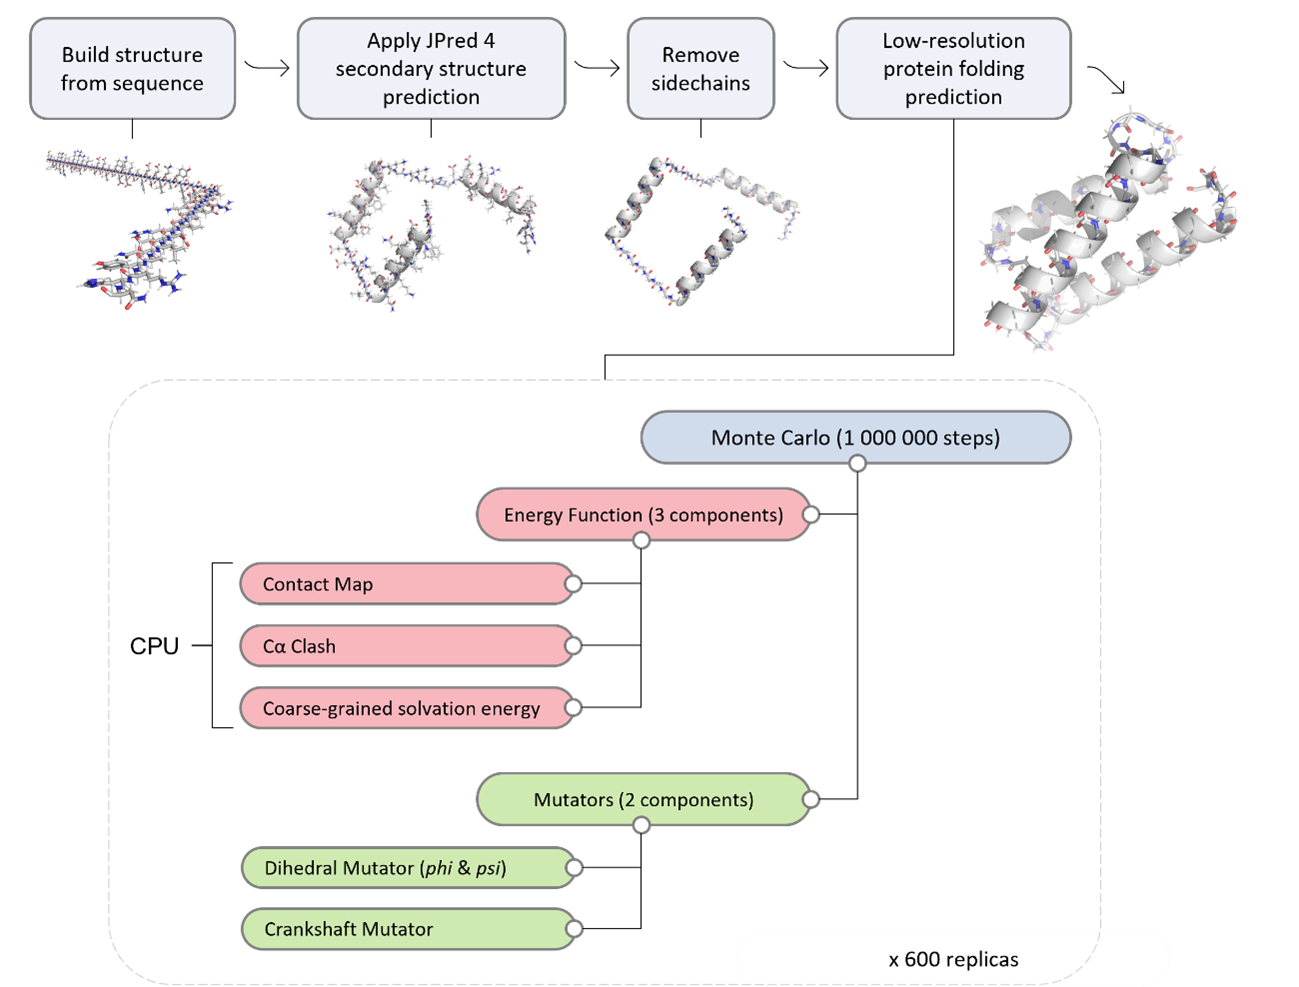 Build structure
from sequence
Apply JPred 4
secondary structure
prediction
Remove
sidechains
Low-resolution
protein folding
prediction
Monte Carlo (1 000 000 steps)
Energy Function (3 components)
Contact Map
CPU
Cα Clash
Coarse-grained solvation energy
Mutators (2 components)
Dihedral Mutator (phi & psi)
Crankshaft Mutator
x 600 replicas